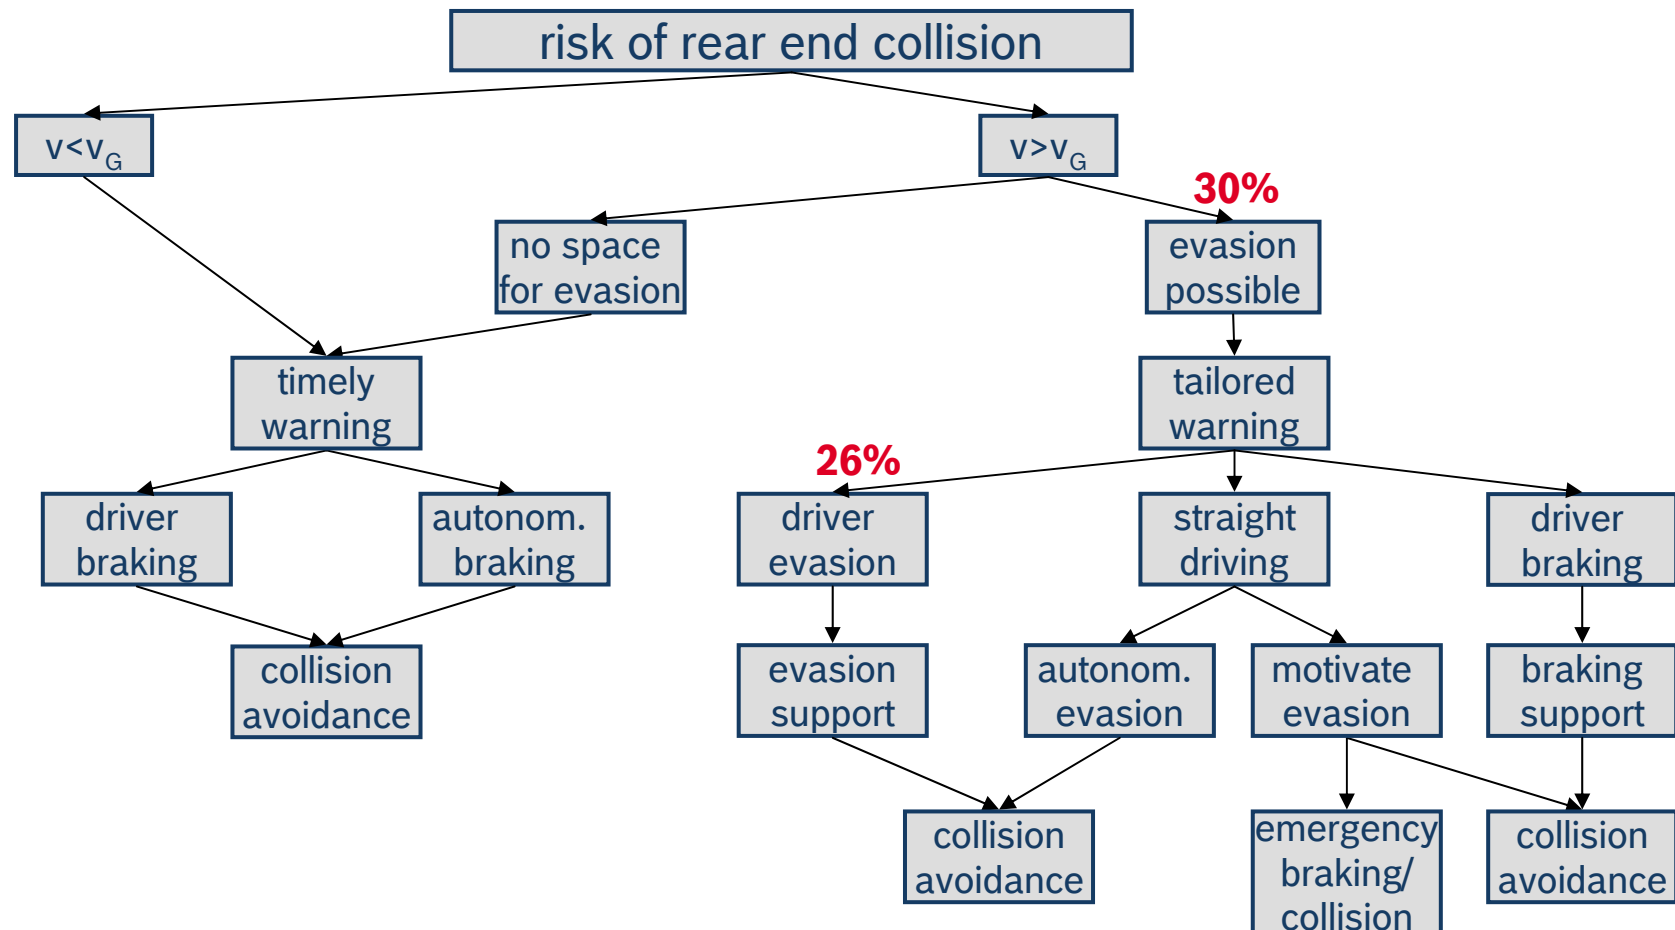 risk of rear end collision
v<vG
v>vG
30%
no space
for evasion
evasion
possible
timely
warning
tailored
warning
26%
driver
braking
autonom.
braking
driver
evasion
straight
driving
driver
braking
collision
avoidance
evasion
support
autonom.
evasion
motivate
evasion
braking
support
collision
avoidance
emergency
braking/
collision
collision
avoidance